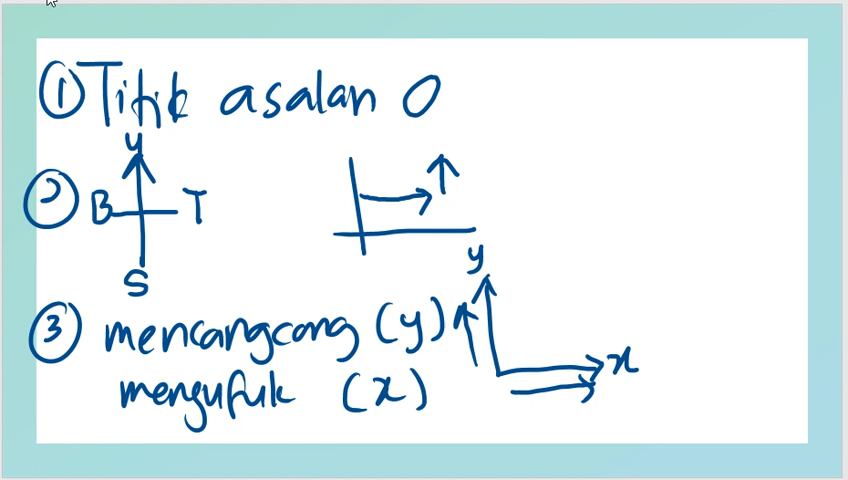 ① Titik asalan O
② U
B T
S
③ mencangcang (y)
mengufuk (x)
y
x